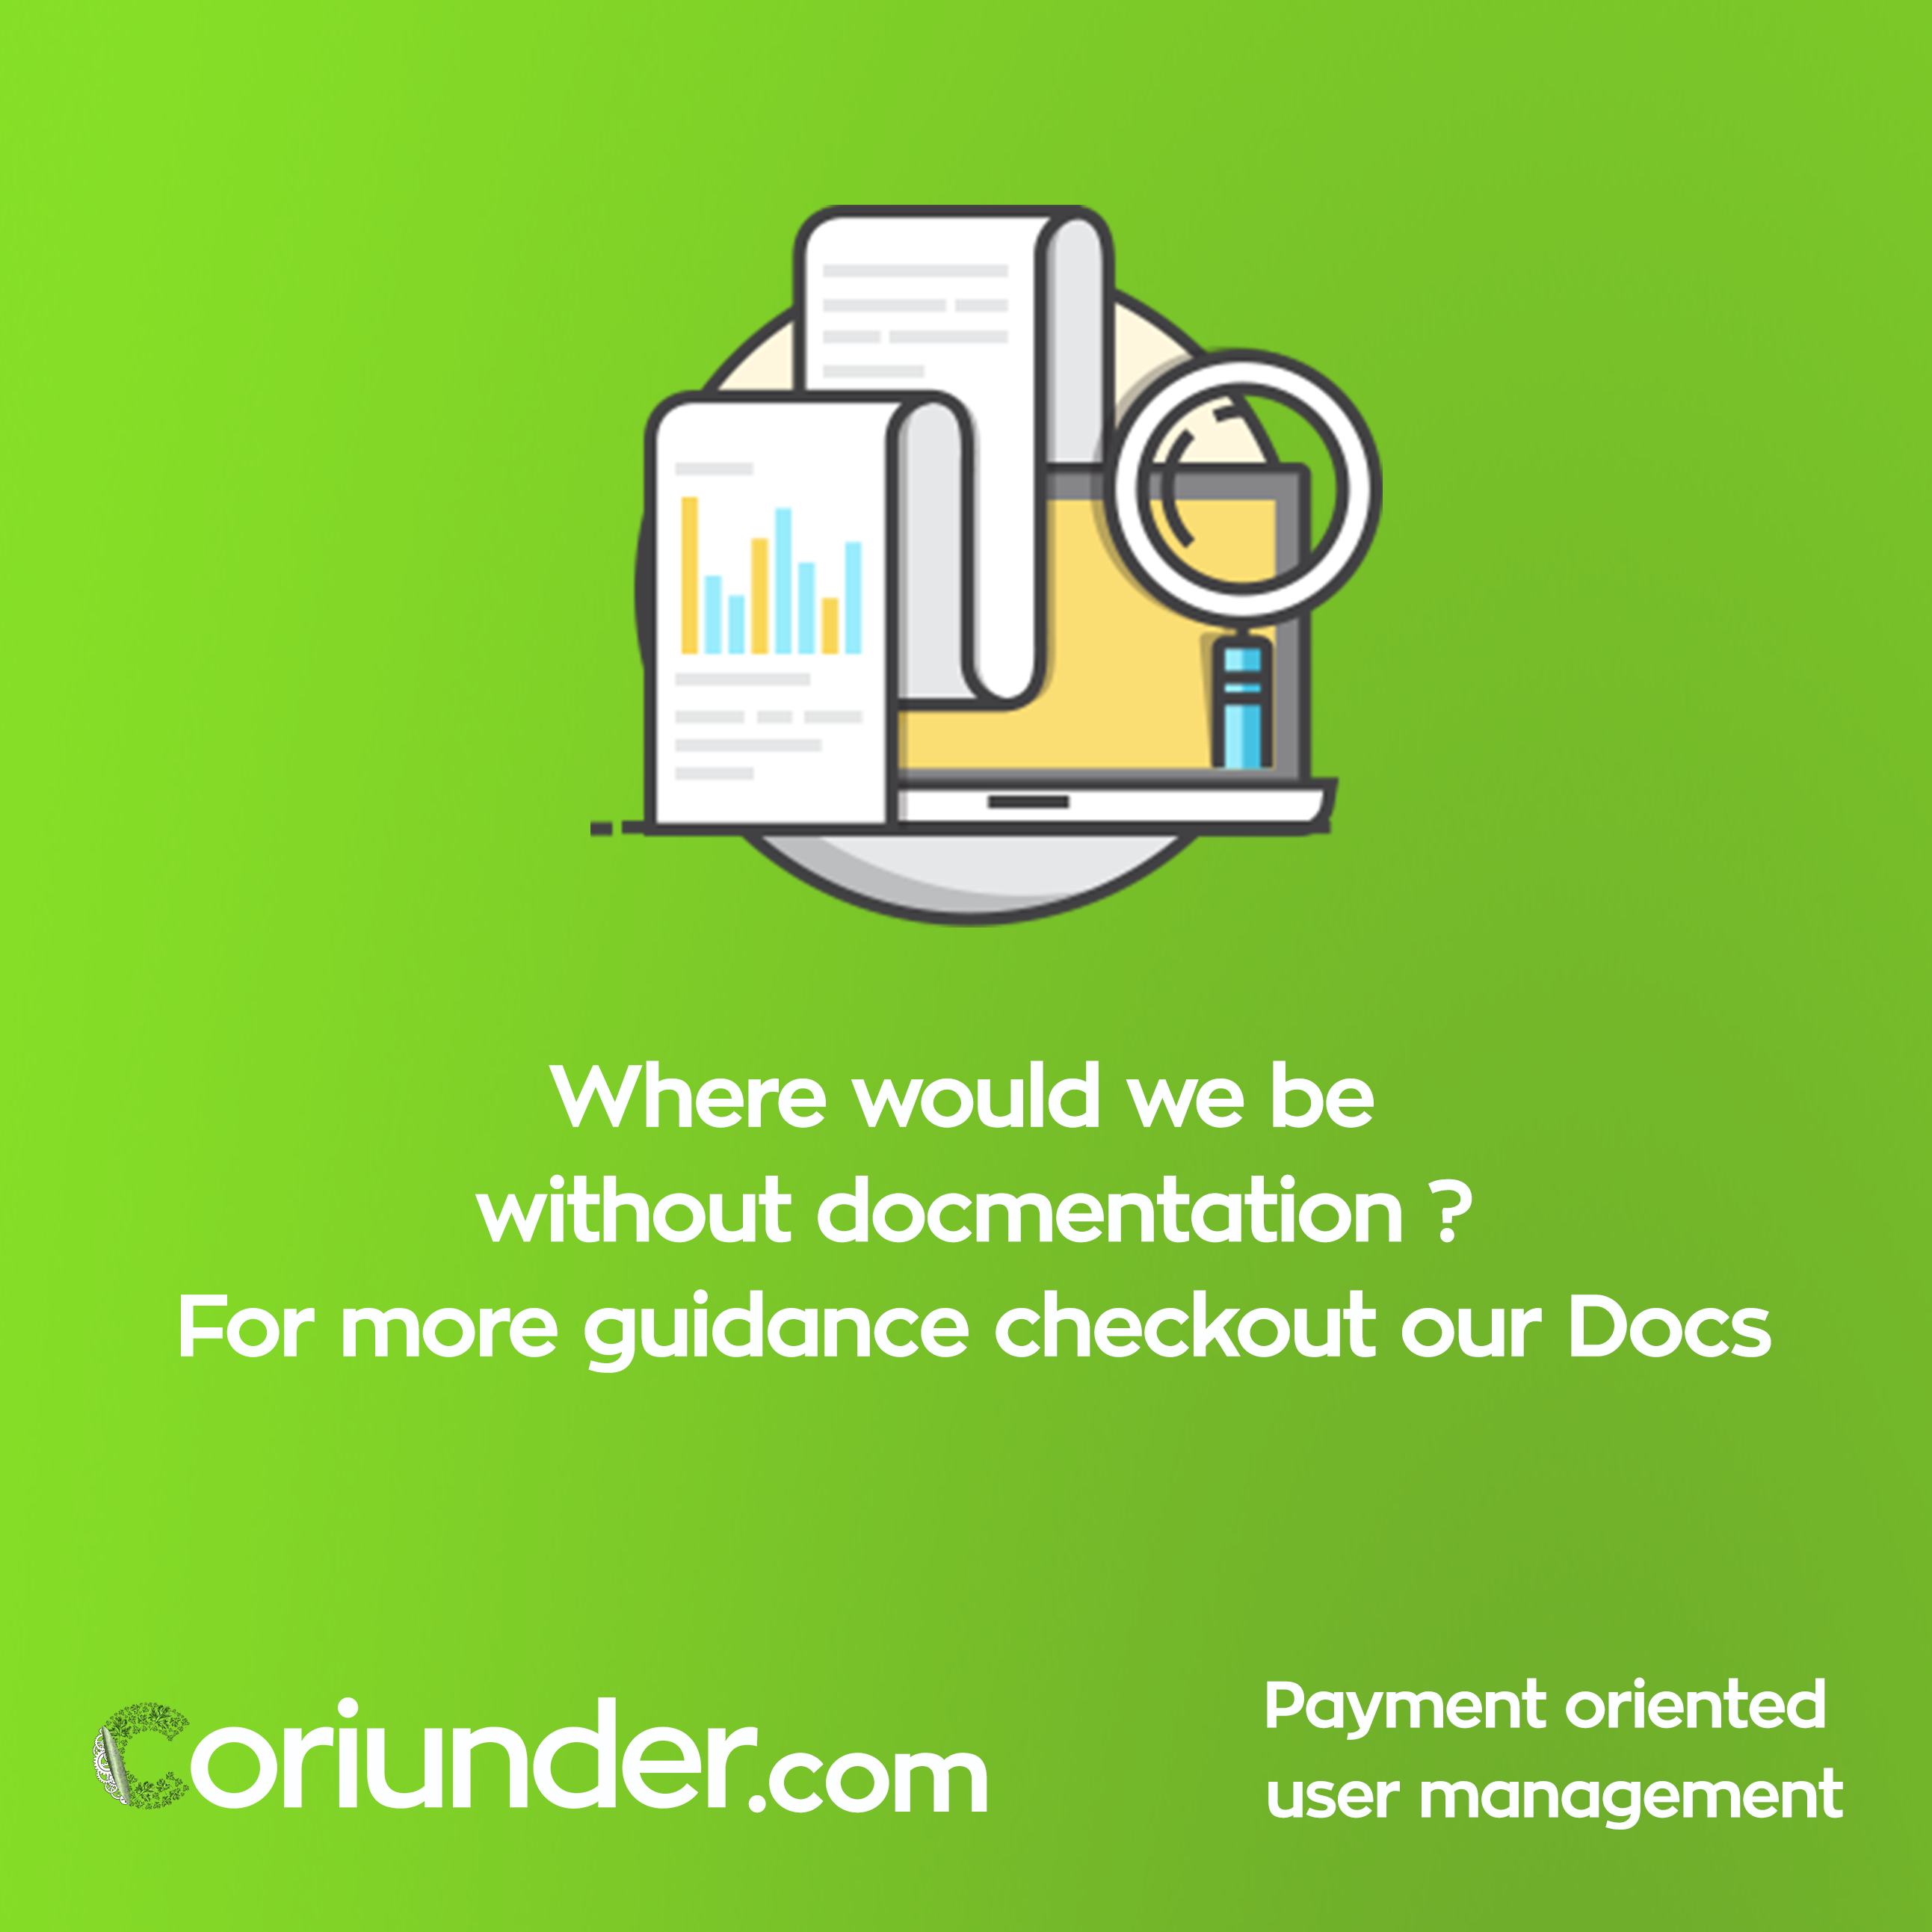 Where would we be
without docmentation ?
For more guidance checkout our Docs
Coriunder.com
Payment oriented
user management